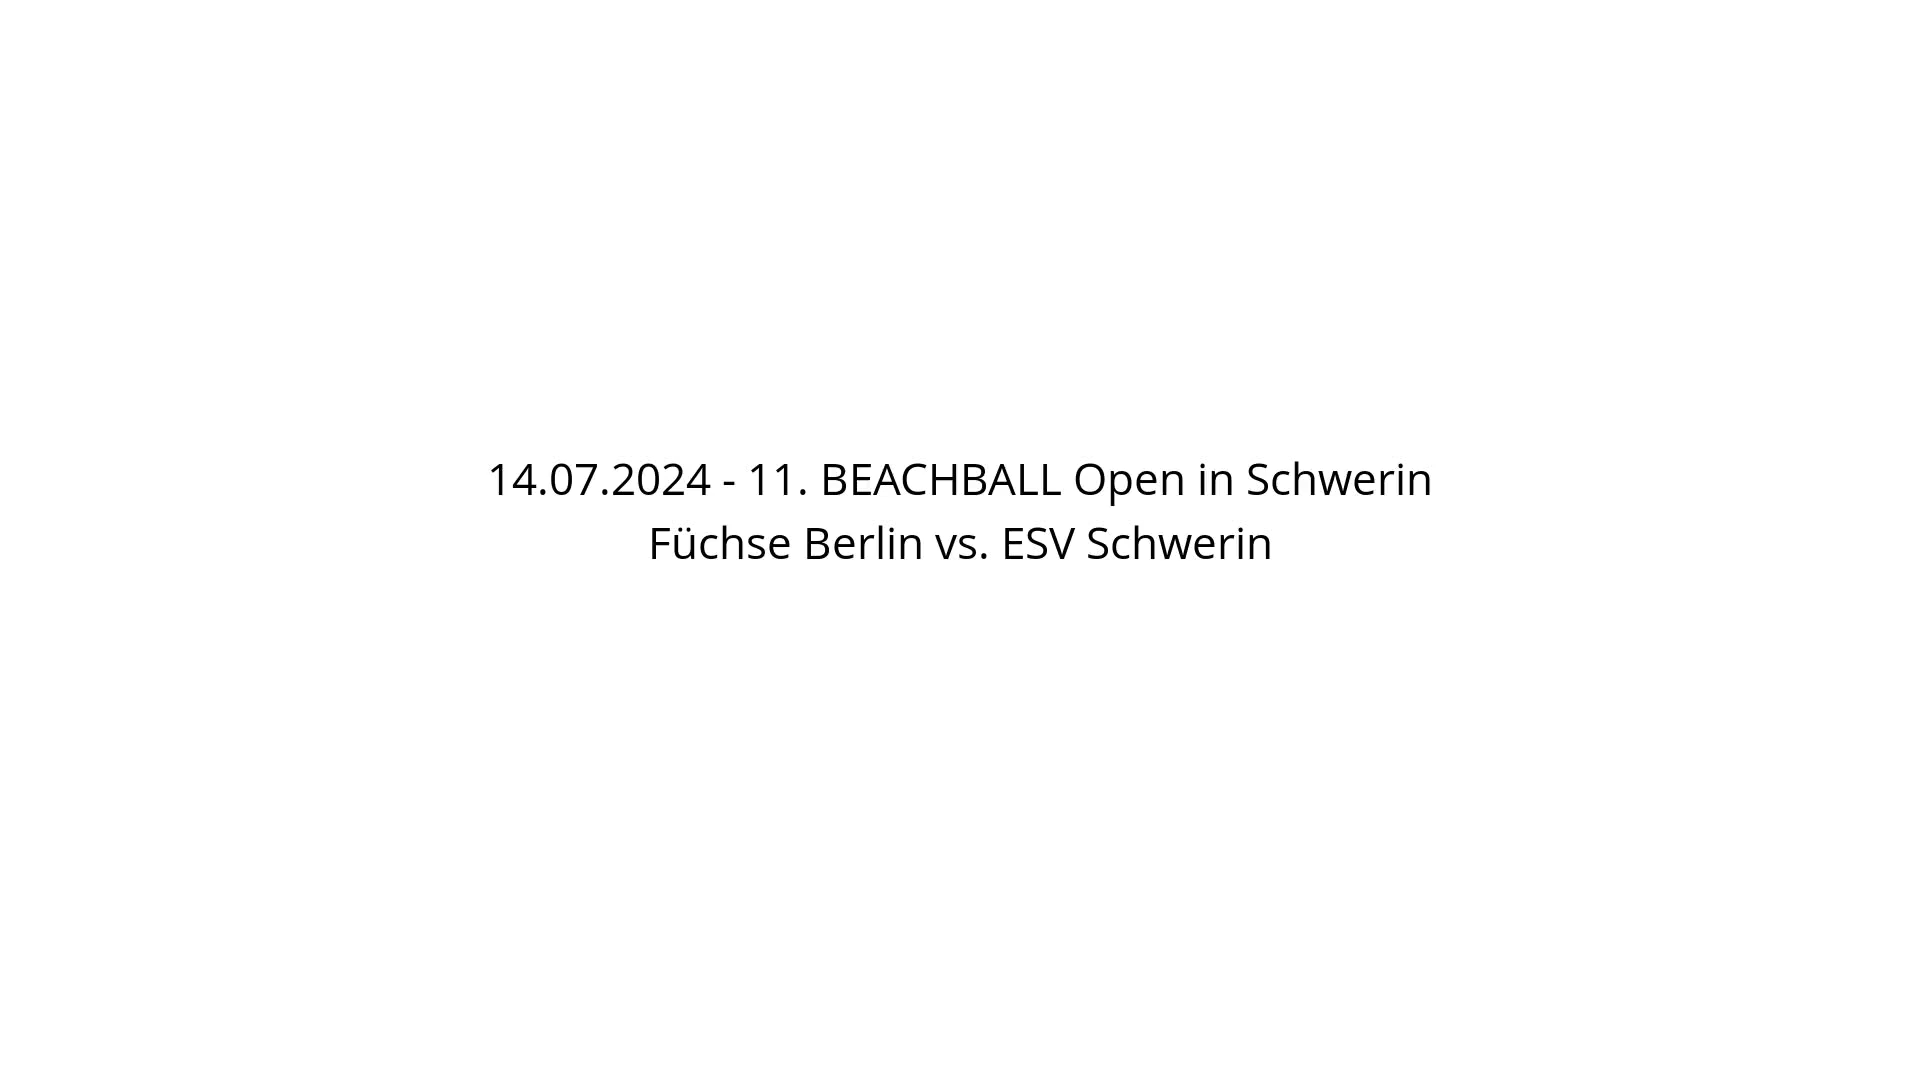 14.07.2024 - 11. BEACHBALL Open in Schwerin
Füchse Berlin vs. ESV Schwerin